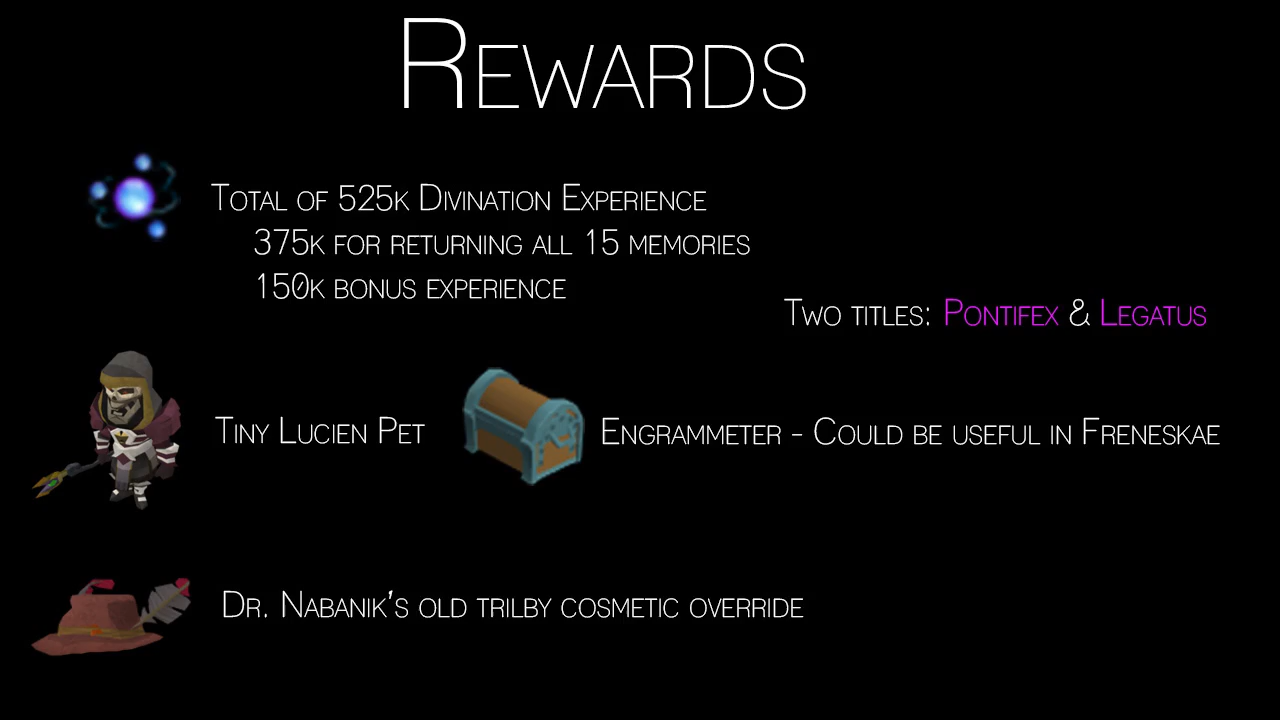 Rewards
Total of 525k Divination Experience
375k for returning all 15 memories
150k bonus experience
Two titles: Pontifex & Legatus
Tiny Lucien Pet
Engrammeter - Could be useful in Freneskae
Dr. Nabanik's old trilby cosmetic override